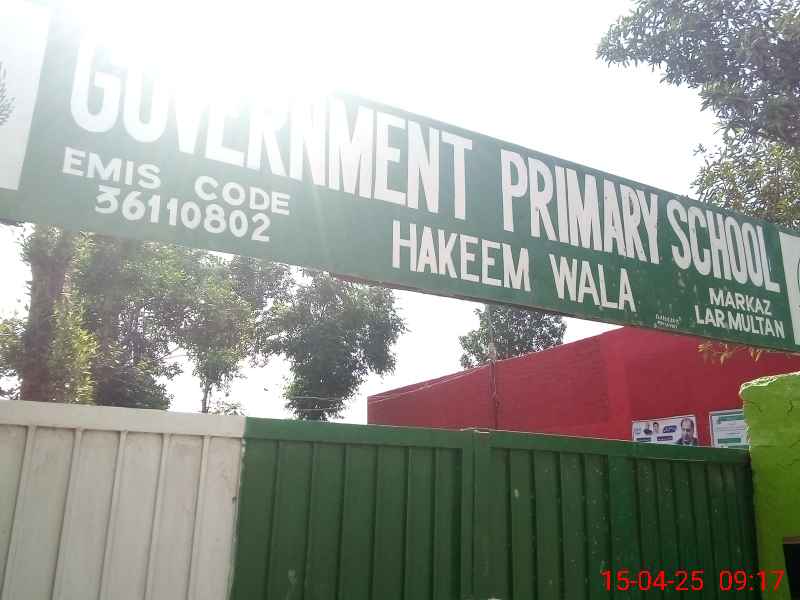 GOVERNMENT PRIMARY SCHOOL
EMIS CODE
36110802
HAKEEM WALA
MARKAZ
LAR.MULTAN
15-04-25 09:17